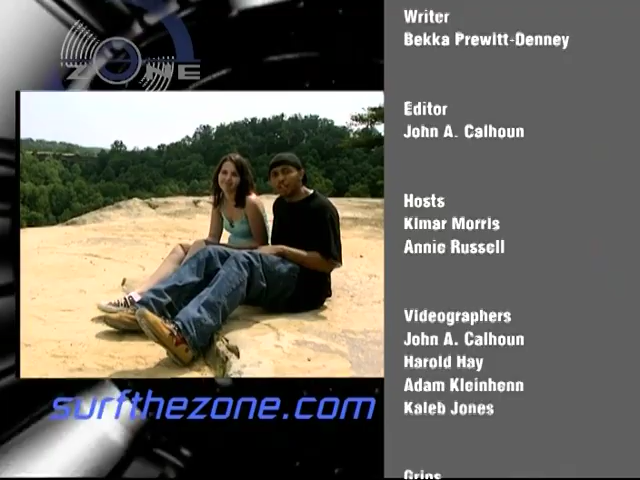 ZONE
Writer
Bekka Prewitt-Denney
Editor
John A. Calhoun
Hosts
Kimar Morris
Annie Russell
Videographers
John A. Calhoun
Harold Hay
Adam Kleinhenn
Kaleb Jones
Grips
surfthezone.com